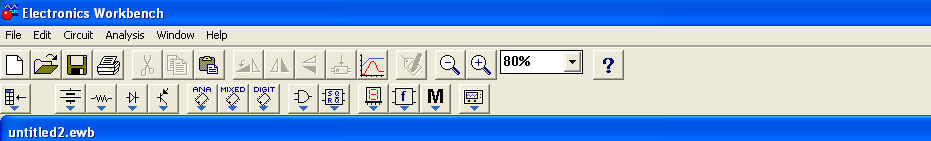 Electronics Workbench
File Edit Circuit Analysis Window Help
80% ?
ANA MIXED DIGIT f M
untitled2.ewb